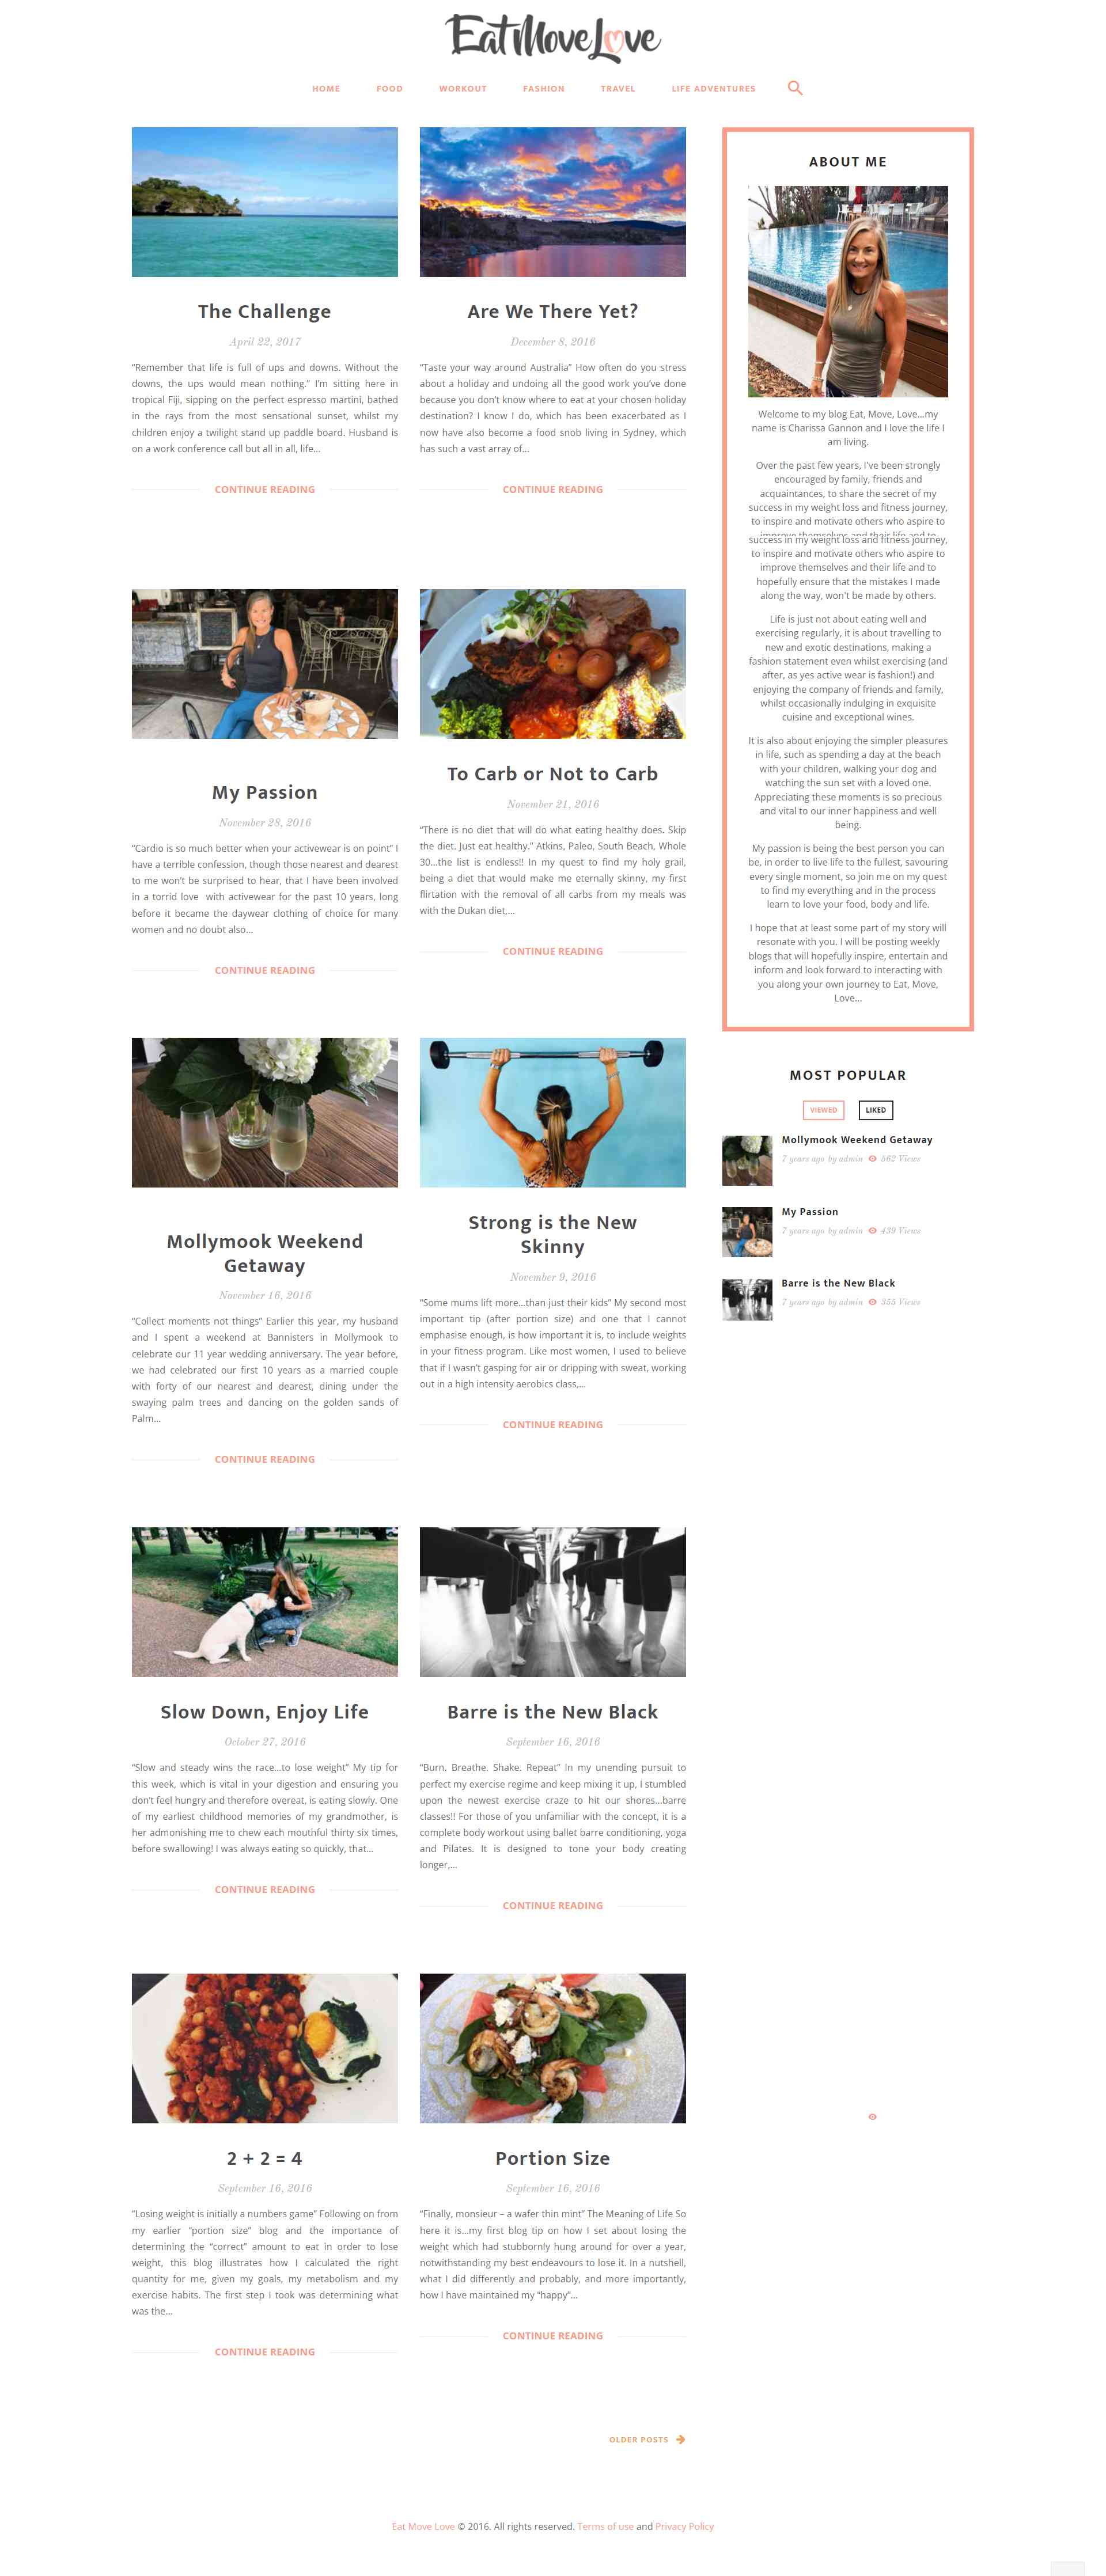 EatMoveLove
HOME FOOD WORKOUT FASHION TRAVEL LIFE ADVENTURES
The Challenge
April 22, 2017
“Remember that life is full of ups and downs. Without the
downs, the ups would mean nothing.” I’m sitting here in
tropical Fiji, sipping on the perfect espresso martini, bathed
in the rays from the most sensational sunset, whilst my
children enjoy a twilight stand up paddle board. Husband is
on a work conference call but all in all, life…
CONTINUE READING
Are We There Yet?
December 8, 2016
“Taste your way around Australia” How often do you stress
about a holiday and undoing all the good work you’ve done
because you don’t know where to eat at your chosen holiday
destination? I know I do, which has been exacerbated as I
now have also become a food snob living in Sydney, which
has such a vast array of…
CONTINUE READING
My Passion
November 28, 2016
“Cardio is so much better when your activewear is on point” I
have a terrible confession, though those nearest and dearest
to me won’t be surprised to hear, that I have been involved
in a torrid love with activewear for the past 10 years, long
before it became the daywear clothing of choice for many
women and no doubt also…
CONTINUE READING
To Carb or Not to Carb
November 21, 2016
“There is no diet that will do what eating healthy does. Skip
the diet. Just eat healthy.” Atkins, Paleo, South Beach, Whole
30…the list is endless!! In my quest to find my holy grail,
being a diet that would make me eternally skinny, my first
flirtation with the removal of all carbs from my meals was
with the Dukan diet,…
CONTINUE READING
Mollymook Weekend
Getaway
November 16, 2016
“Collect moments not things” Earlier this year, my husband
and I spent a weekend at Bannisters in Mollymook to
celebrate our 11 year wedding anniversary. The year before,
we had celebrated our first 10 years as a married couple
with forty of our nearest and dearest, dining under the
swaying palm trees and dancing on the golden sands of
Palm…
CONTINUE READING
Strong is the New
Skinny
November 9, 2016
“Some mums lift more…than just their kids” My second most
important tip (after portion size) and one that I cannot
emphasise enough, is how important it is, to include weights
in your fitness program. Like most women, I used to believe
that if I wasn’t gasping for air or dripping with sweat, working
out in a high intensity aerobics class,…
CONTINUE READING
Slow Down, Enjoy Life
October 27, 2016
“Slow and steady wins the race…to lose weight” My tip for
this week, which is vital in your digestion and ensuring you
don’t feel hungry and therefore overeat, is eating slowly. One
of my earliest childhood memories of my grandmother, is
her admonishing me to chew each mouthful thirty six times,
before swallowing! I was always eating so quickly, that…
CONTINUE READING
Barre is the New Black
September 16, 2016
“Burn. Breathe. Shake. Repeat” In my unending pursuit to
perfect my exercise regime and keep mixing it up, I stumbled
upon the newest exercise craze to hit our shores…barre
classes!! For those of you unfamiliar with the concept, it is a
complete body workout using ballet barre conditioning, yoga
and Pilates. It is designed to tone your body creating
longer,…
CONTINUE READING
2 + 2 = 4
September 16, 2016
“Losing weight is initially a numbers game” Following on from
my earlier “portion size” blog and the importance of
determining the “correct” amount to eat in order to lose
weight, this blog illustrates how I calculated the right
quantity for me, given my goals, my metabolism and my
exercise habits. The first step I took was determining what
was the…
CONTINUE READING
Portion Size
September 16, 2016
“Finally, monsieur – a wafer thin mint” The Meaning of Life So
here it is…my first blog tip on how I set about losing the
weight which had stubbornly hung around for over a year,
notwithstanding my best endeavours to lose it. In a nutshell,
what I did differently and probably, and more importantly,
how I have maintained my “happy”…
CONTINUE READING
OLDER POSTS
ABOUT ME
Welcome to my blog Eat, Move, Love…my
name is Charissa Gannon and I love the life I
am living.
Over the past few years, I've been strongly
encouraged by family, friends and
acquaintances, to share the secret of my
success in my weight loss and fitness journey,
to inspire and motivate others who aspire to
improve themselves and their life and to
success in my weight loss and fitness journey,
to inspire and motivate others who aspire to
improve themselves and their life and to
hopefully ensure that the mistakes I made
along the way, won't be made by others.
Life is just not about eating well and
exercising regularly, it is about travelling to
new and exotic destinations, making a
fashion statement even whilst exercising (and
after, as yes active wear is fashion!) and
enjoying the company of friends and family,
whilst occasionally indulging in exquisite
cuisine and exceptional wines.
It is also about enjoying the simpler pleasures
in life, such as spending a day at the beach
with your children, walking your dog and
watching the sun set with a loved one.
Appreciating these moments is so precious
and vital to our inner happiness and well
being.
My passion is being the best person you can
be, in order to live life to the fullest, savouring
every single moment, so join me on my quest
to find my everything and in the process
learn to love your food, body and life.
I hope that at least some part of my story will
resonate with you. I will be posting weekly
blogs that will hopefully inspire, entertain and
inform and look forward to interacting with
you along your own journey to Eat, Move,
Love…
MOST POPULAR
VIEWED LIKED
Mollymook Weekend Getaway
7 years ago by admin 562 Views
My Passion
7 years ago by admin 439 Views
Barre is the New Black
7 years ago by admin 355 Views
Eat Move Love © 2016. All rights reserved. Terms of use and Privacy Policy